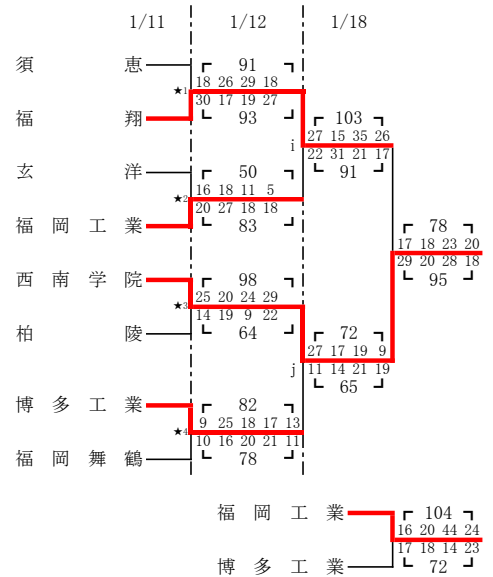 1/11 1/12 1/18
須恵 91
★1 18 26 29 18
30 17 19 27
福翔 93 103
i 27 15 35 26
22 31 21 17
玄洋 50 91
★2 16 18 11 5
20 27 18 18
福岡工業 83 78
17 18 23 20
29 20 28 18
西南学院 98 95
★3 25 20 24 29
14 19 9 22
柏陵 64 72
j 27 17 19 9
11 14 21 19
博多工業 82 65
★4 9 25 18 17 13
10 16 20 21 11
福岡舞鶴 78
福岡工業 104
16 20 44 24
17 18 14 23
博多工業 72